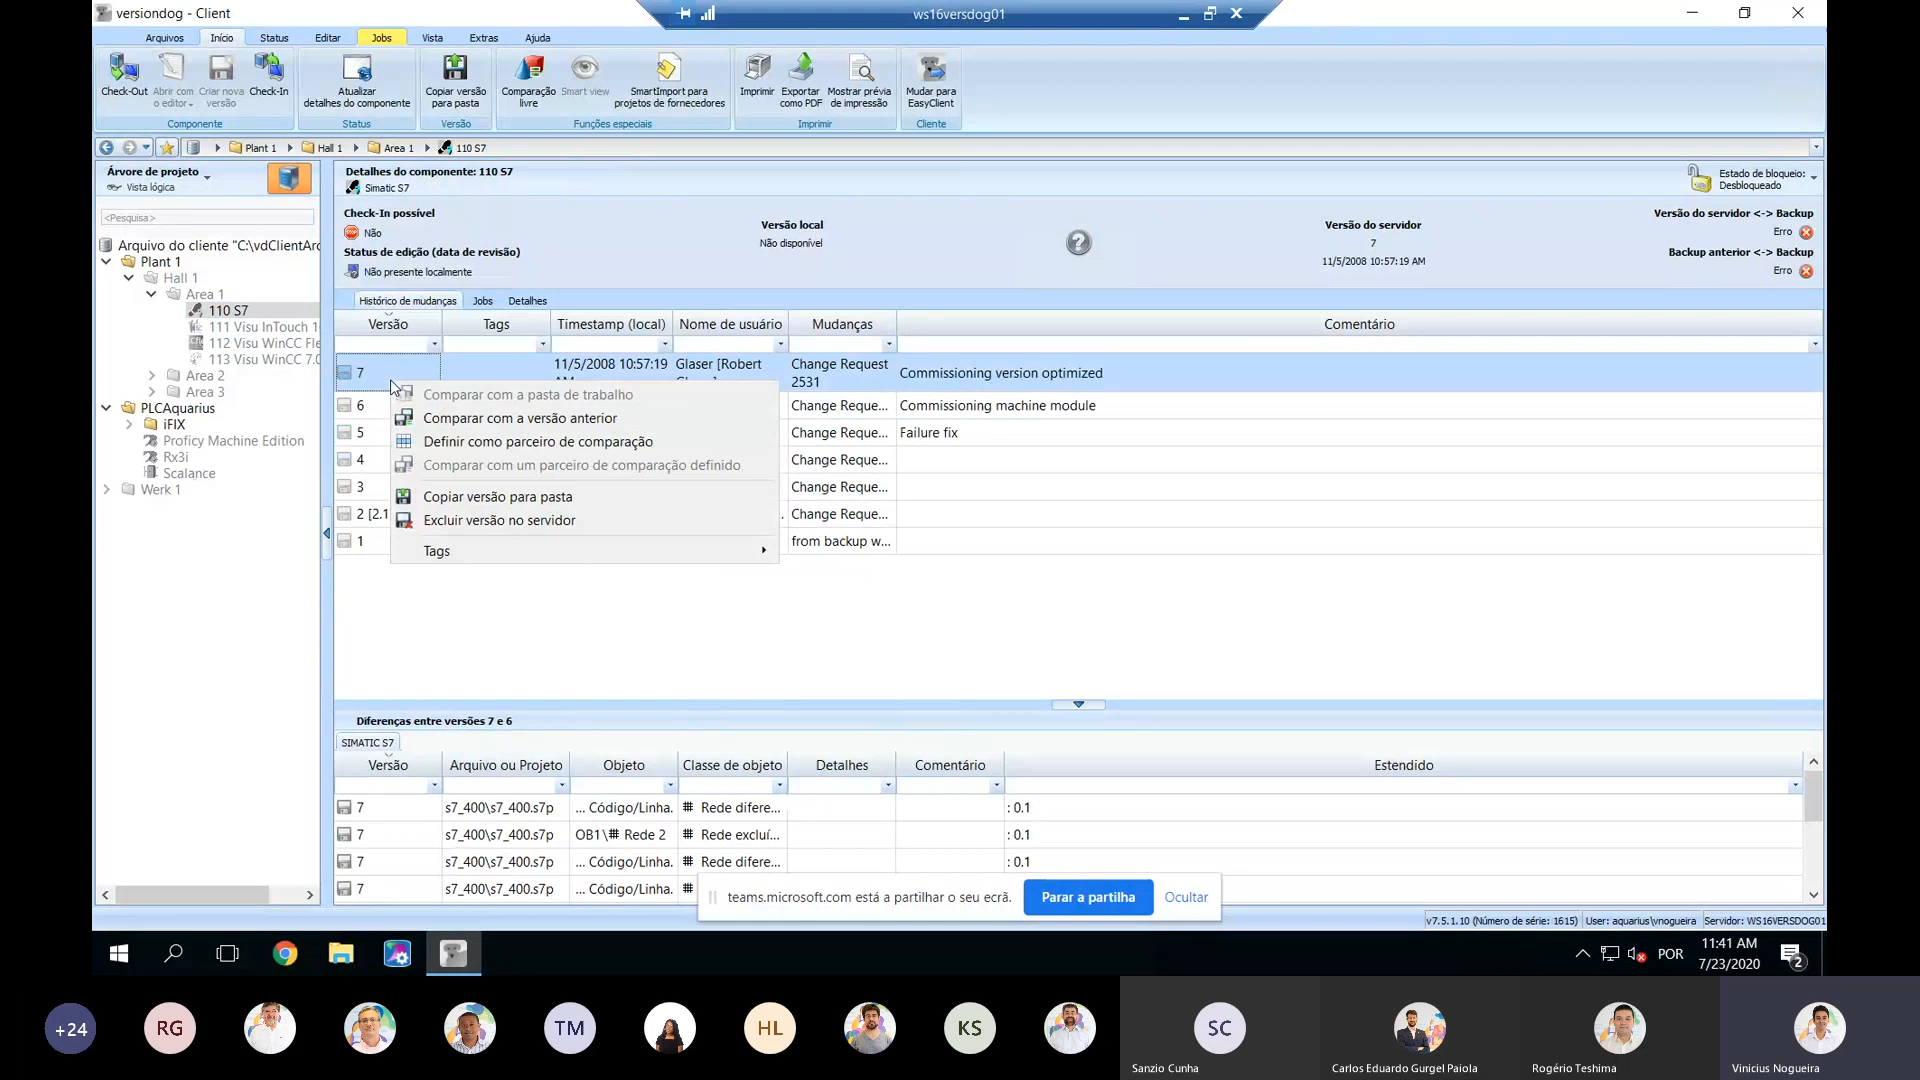 versiondog - Client
ws16versdog01
Arquivos Início Status Editar Jobs Vista Extras Ajuda
Check-Out
Abrir com
o editor
Criar nova
versão
Check-In
Atualizar
detalhes do componente
Copiar versão
para pasta
Comparação
livre
Smart view
SmartImport para
projetos de fornecedores
Imprimir
Exportar
como PDF
Mostrar prévia
de impressão
Mudar para
EasyClient
Componente Status Versão Funções especiais Imprimir Cliente
Plant 1 Hall 1 Area 1 110 S7
Árvore de projeto
Vista lógica
<Pesquisa>
Arquivo do cliente "C:\vdClientArc
Plant 1
Hall 1
Area 1
110 S7
111 Visu InTouch 1
112 Visu WinCC Fle
113 Visu WinCC 7.0
Area 2
Area 3
PLCAquarius
iFIX
Proficy Machine Edition
Rx3i
Scalance
Werk 1
Detalhes do componente: 110 S7
Simatic S7
Estado de bloqueio:
Desbloqueado
Check-In possível
Não
Status de edição (data de revisão)
Não presente localmente
Versão local
Não disponível
Versão do servidor
7
11/5/2008 10:57:19 AM
Versão do servidor <-> Backup
Erro
Backup anterior <-> Backup
Erro
Histórico de mudanças Jobs Detalhes
Versão Tags Timestamp (local) Nome de usuário Mudanças Comentário
7 11/5/2008 10:57:19 Glaser [Robert Change Request
2531 Commissioning version optimized
6 Change Reque... Commissioning machine module
5 Change Reque... Failure fix
4 Change Reque...
3 Change Reque...
2 [2.1 Change Reque...
1 from backup w...
Comparar com a pasta de trabalho
Comparar com a versão anterior
Definir como parceiro de comparação
Comparar com um parceiro de comparação definido
Copiar versão para pasta
Excluir versão no servidor
Tags
Diferenças entre versões 7 e 6
SIMATIC S7
Versão Arquivo ou Projeto Objeto Classe de objeto Detalhes Comentário Estendido
7 s7_400\s7_400.s7p ... Código/Linha. # Rede difere... : 0.1
7 s7_400\s7_400.s7p OB1\# Rede 2 # Rede excluí... : 0.1
7 s7_400\s7_400.s7p ... Código/Linha. # Rede difere... : 0.1
7 s7_400\s7_400.s7p ... Código/Linha. #
teams.microsoft.com está a partilhar o seu ecrã. Parar a partilha Ocultar
v7.5.1.10 (Número de série: 1615) User: aquarius\vnogueira Servidor: WS16VERSDOG01
POR
11:41 AM
7/23/2020
2
+24 RG TM HL KS SC
Sanzio Cunha
Carlos Eduardo Gurgel Paiola
Rogério Teshima
Vinicius Nogueira